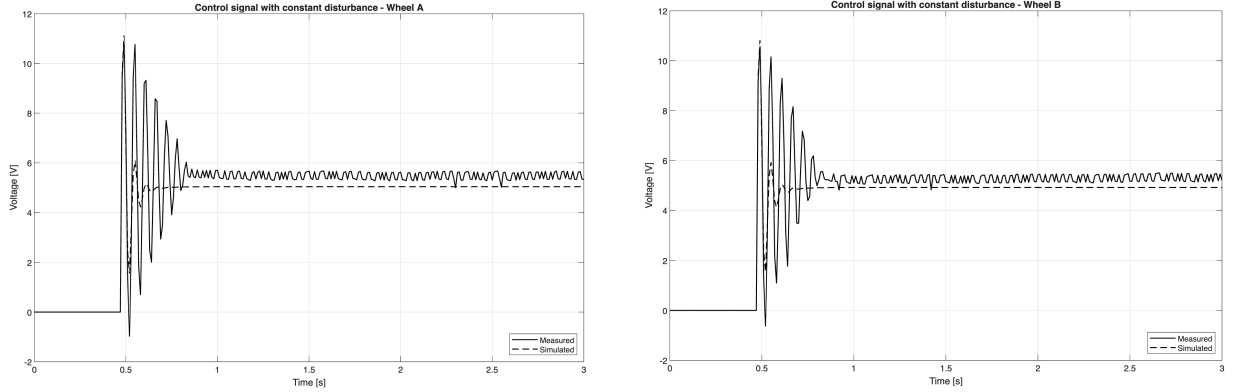 Control signal with constant disturbance - Wheel A
12
10
8
6
4
2
0
-2
Voltage [V]
0 0.5 1 1.5 2 2.5 3
Time [s]
Measured
Simulated
Control signal with constant disturbance - Wheel B
12
10
8
6
4
2
0
-2
Voltage [V]
0 0.5 1 1.5 2 2.5 3
Time [s]
Measured
Simulated